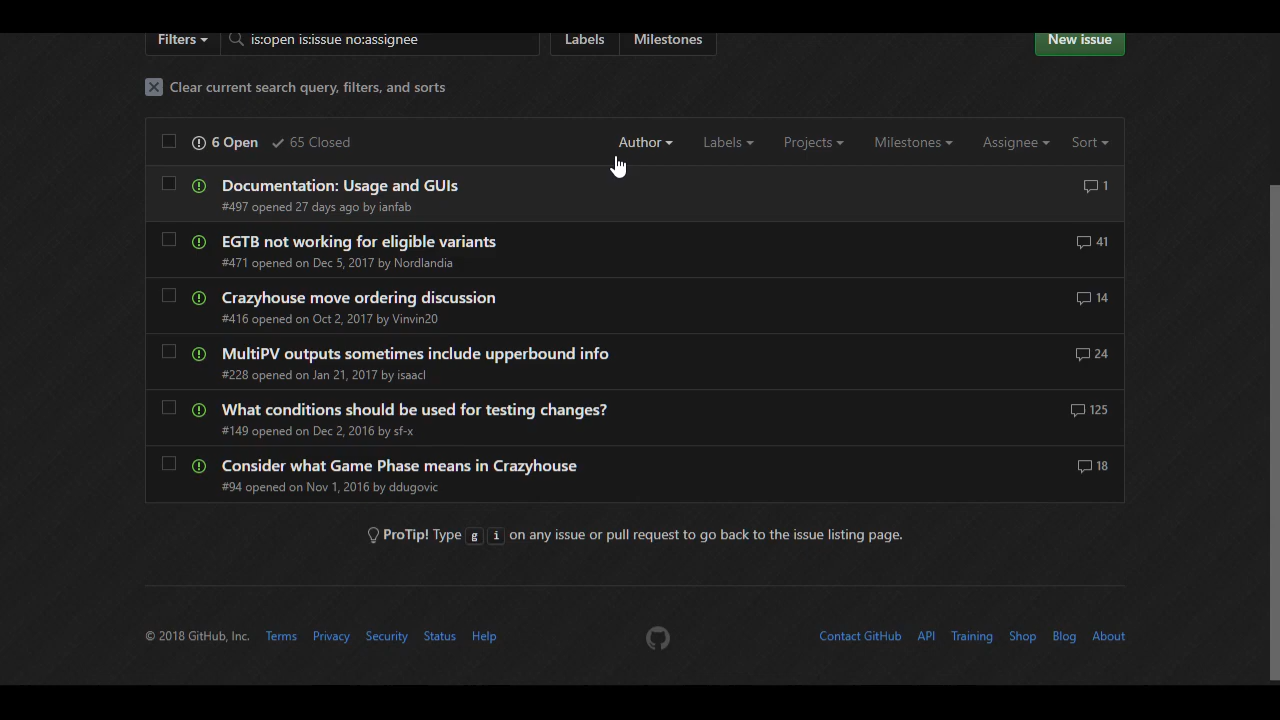 Filters is:open is:issue no:assignee Labels Milestones New issue
Clear current search query, filters, and sorts
6 Open 65 Closed Author Labels Projects Milestones Assignee Sort
Documentation: Usage and GUIs 1
#497 opened 27 days ago by ianfab
EGTB not working for eligible variants 41
#471 opened on Dec 5, 2017 by Nordlandia
Crazyhouse move ordering discussion 14
#416 opened on Oct 2, 2017 by Vinvin20
MultiPV outputs sometimes include upperbound info 24
#228 opened on Jan 21, 2017 by isaacl
What conditions should be used for testing changes? 125
#149 opened on Dec 2, 2016 by sf-x
Consider what Game Phase means in Crazyhouse 18
#94 opened on Nov 1, 2016 by ddugovic
ProTip! Type g i on any issue or pull request to go back to the issue listing page.
© 2018 GitHub, Inc. Terms Privacy Security Status Help Contact GitHub API Training Shop Blog About